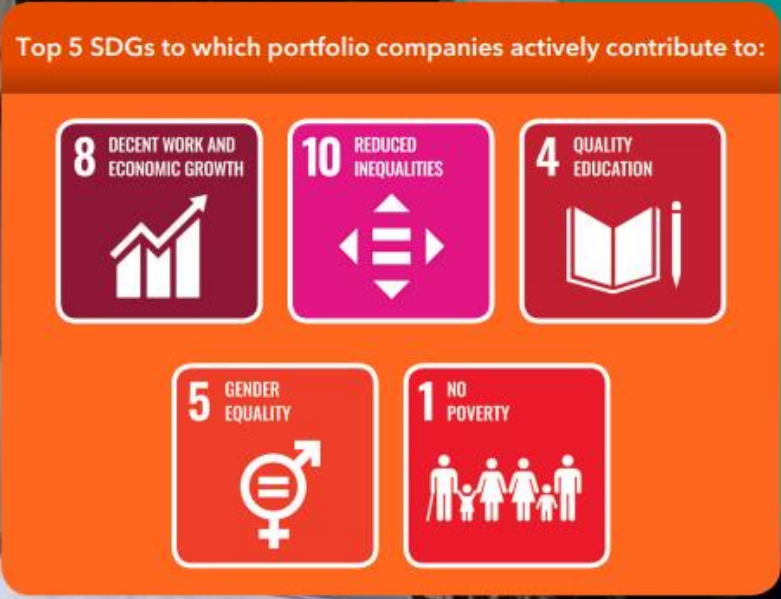 Top 5 SDGs to which portfolio companies actively contribute to:
8 DECENT WORK AND
ECONOMIC GROWTH
10 REDUCED
INEQUALITIES
4 QUALITY
EDUCATION
5 GENDER
EQUALITY
1 NO
POVERTY